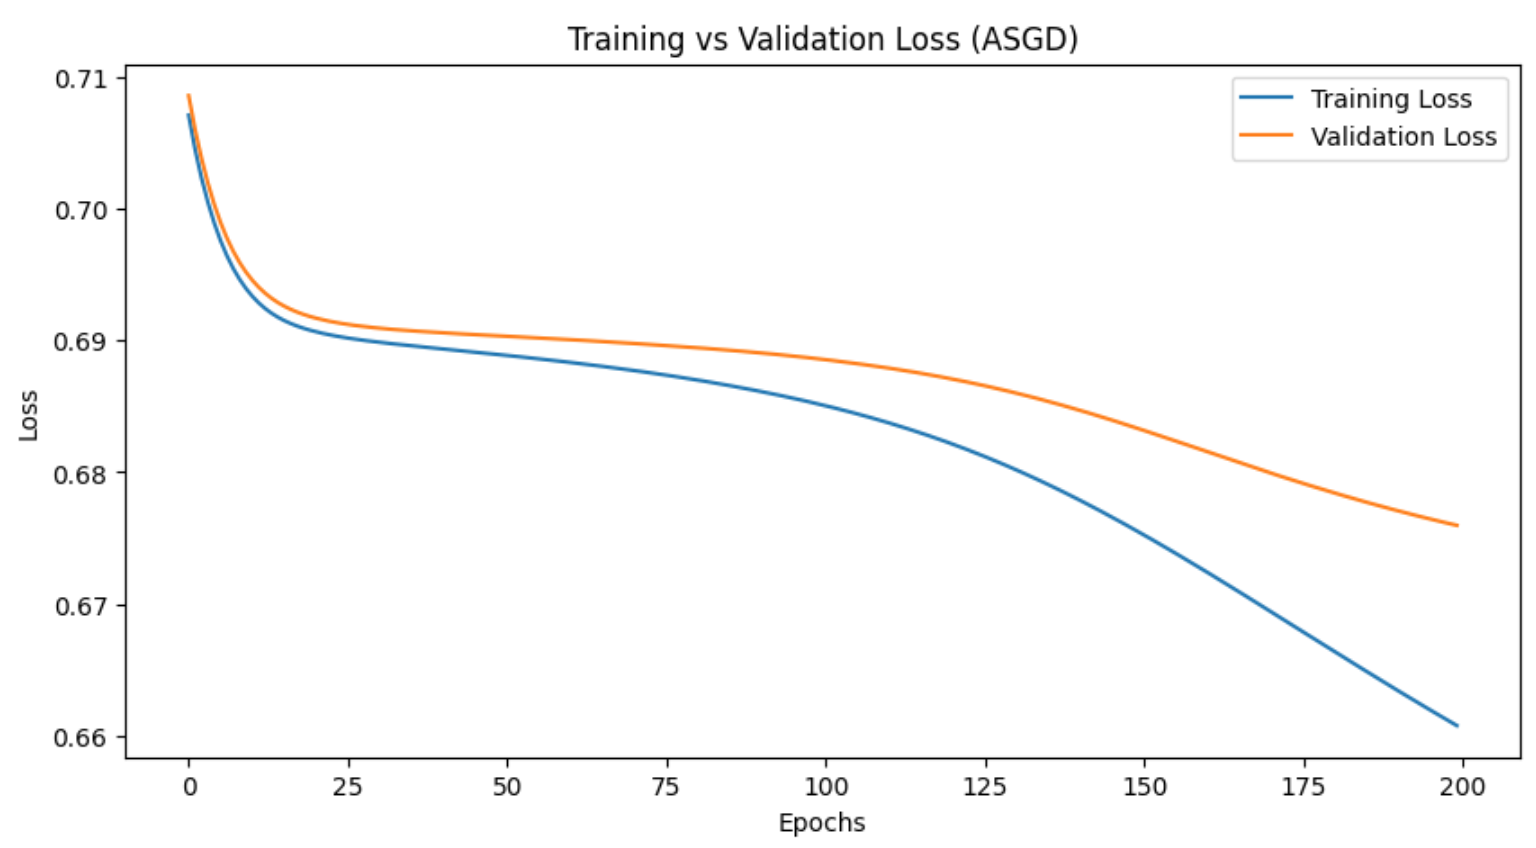 Training vs Validation Loss (ASGD)
Training Loss
Validation Loss
Loss
0.71
0.70
0.69
0.68
0.67
0.66
0 25 50 75 100 125 150 175 200
Epochs